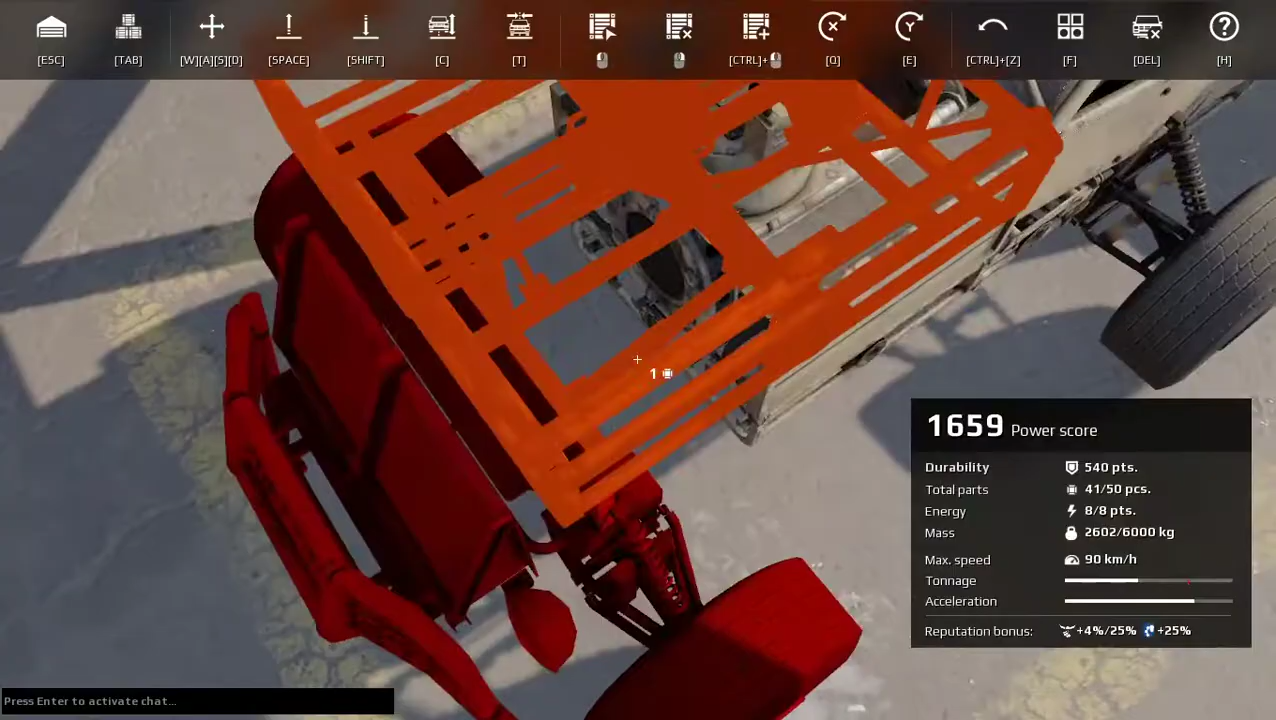 [ESC] [TAB] [W][A][S][D] [SPACE] [SHIFT] [C] [T] [CTRL]+ [Q] [E] [CTRL]+[Z] [F] [DEL] [H]
1
1659 Power score
Durability 540 pts.
Total parts 41/50 pcs.
Energy 8/8 pts.
Mass 2602/6000 kg
Max. speed 90 km/h
Tonnage
Acceleration
Reputation bonus: +4%/25% +25%
Press Enter to activate chat...